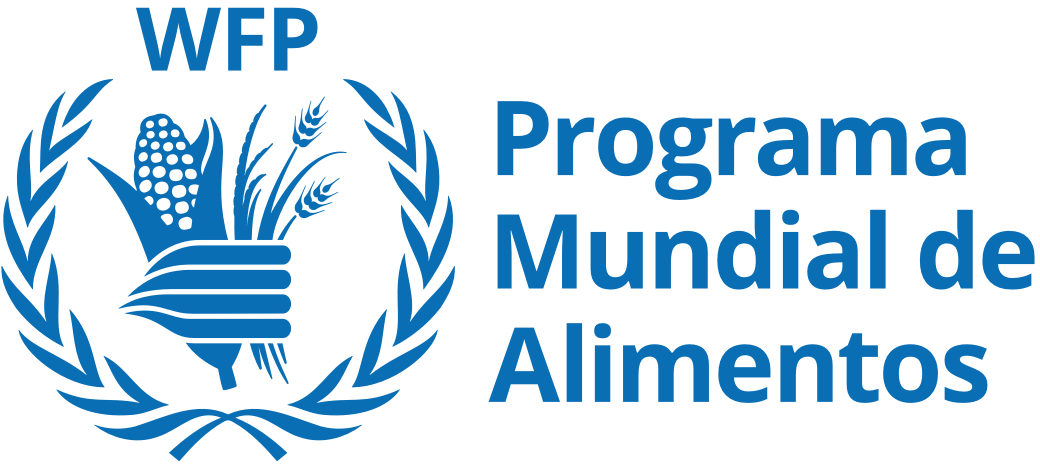 WFP
Programa
Mundial de
Alimentos